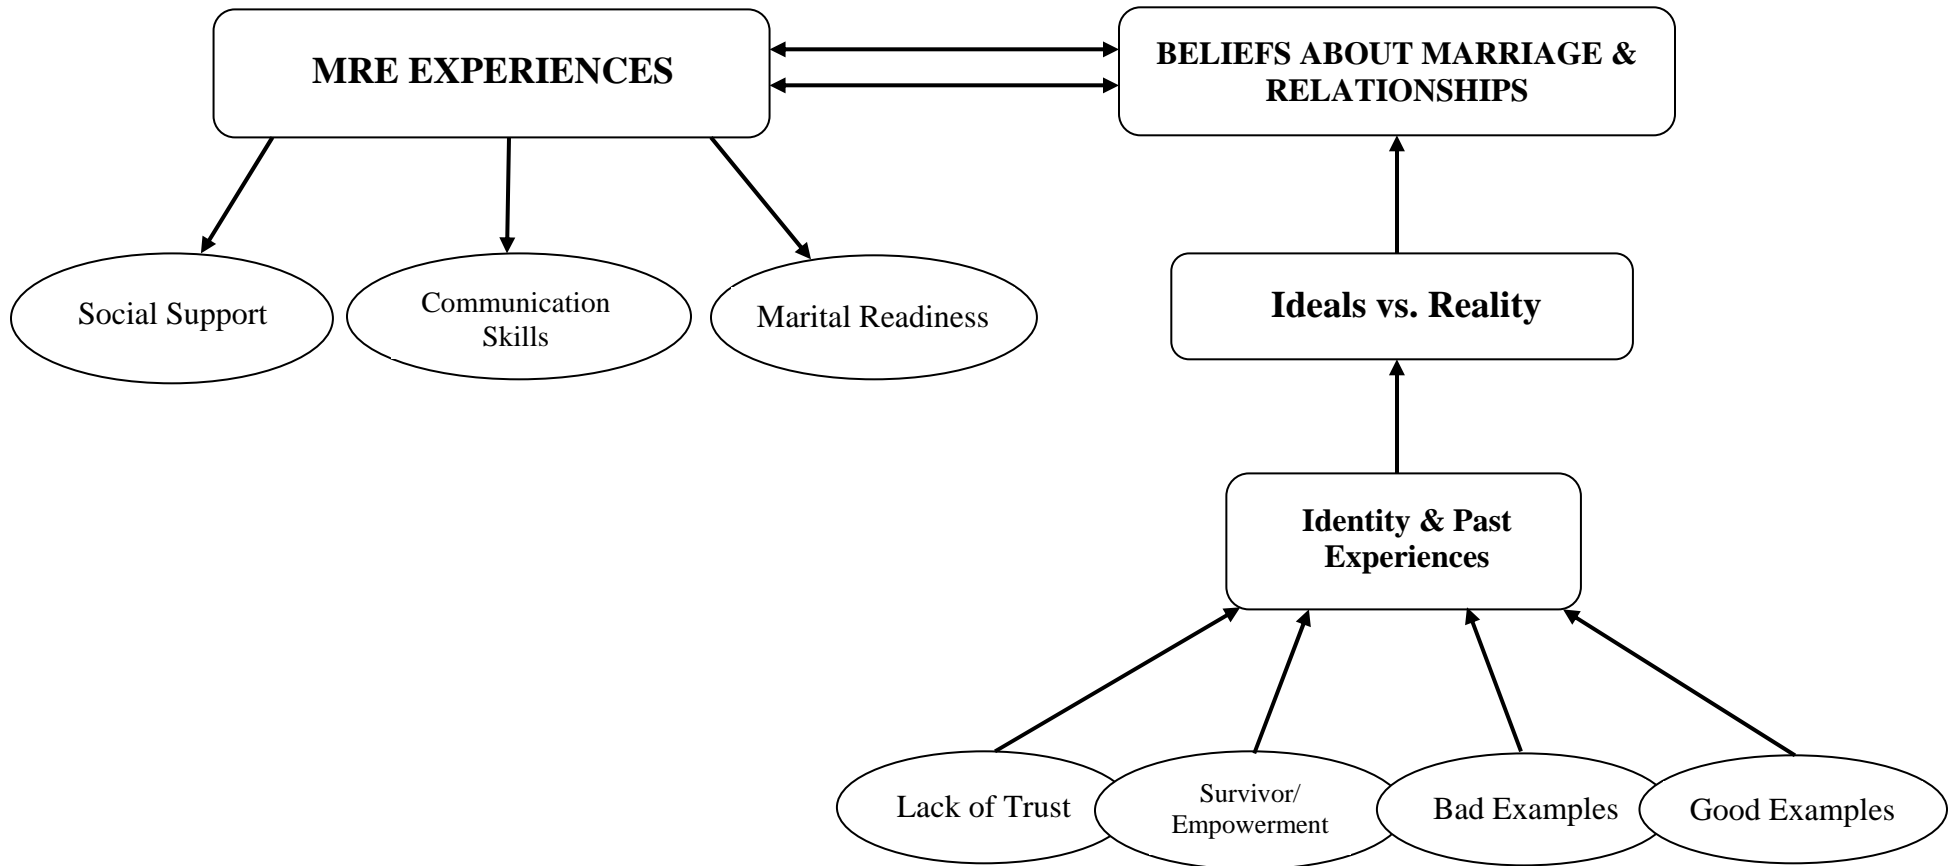 MRE EXPERIENCES
BELIEFS ABOUT MARRIAGE &
RELATIONSHIPS
Social Support
Communication
Skills
Marital Readiness
Ideals vs. Reality
Identity & Past
Experiences
Lack of Trust
Survivor/
Empowerment
Bad Examples
Good Examples